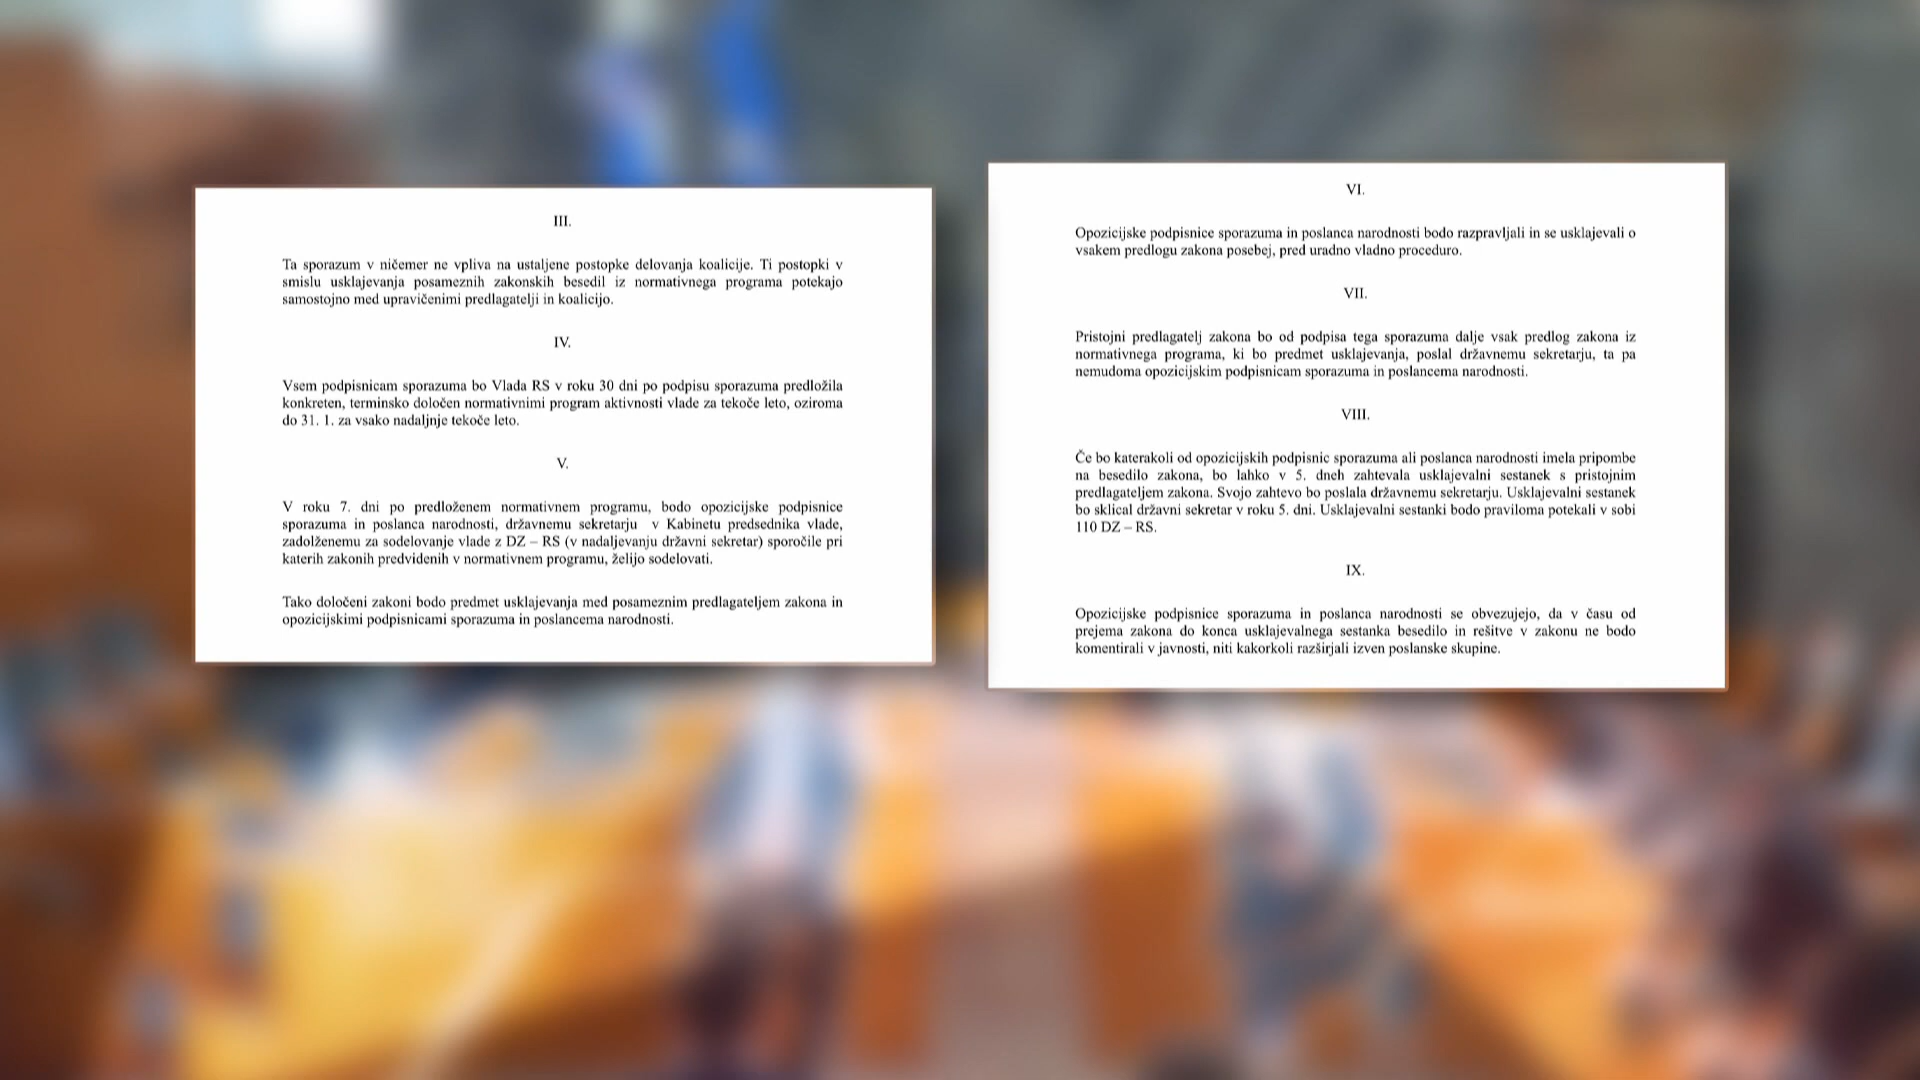 III.
Ta sporazum v ničemer ne vpliva na ustaljene postopke delovanja koalicije. Ti postopki v
smislu usklajevanja posameznih zakonskih besedil iz normativnega programa potekajo
samostojno med upravičenimi predlagatelji in koalicijo.
IV.
Vsem podpisnicam sporazuma bo Vlada RS v roku 30 dni po podpisu sporazuma predložila
konkreten, terminsko določen normativnimi program aktivnosti vlade za tekoče leto, oziroma
do 31. 1. za vsako nadaljnje tekoče leto.
V.
V roku 7. dni po predloženem normativnem programu, bodo opozicijske podpisnice
sporazuma in poslanca narodnosti, državnemu sekretarju v Kabinetu predsednika vlade,
zadolženemu za sodelovanje vlade z DZ – RS (v nadaljevanju državni sekretar) sporočile pri
katerih zakonih predvidenih v normativnem programu, želijo sodelovati.
Tako določeni zakoni bodo predmet usklajevanja med posameznim predlagateljem zakona in
opozicijskimi podpisnicami sporazuma in poslancema narodnosti.
VI.
Opozicijske podpisnice sporazuma in poslanca narodnosti bodo razpravljali in se usklajevali o
vsakem predlogu zakona posebej, pred uradno vladno proceduro.
VII.
Pristojni predlagatelj zakona bo od podpisa tega sporazuma dalje vsak predlog zakona iz
normativnega programa, ki bo predmet usklajevanja, poslal državnemu sekretarju, ta pa
nemudoma opozicijskim podpisnicam sporazuma in poslancema narodnosti.
VIII.
Če bo katerakoli od opozicijskih podpisnic sporazuma ali poslanca narodnosti imela pripombe
na besedilo zakona, bo lahko v 5. dneh zahtevala usklajevalni sestanek s pristojnim
predlagateljem zakona. Svojo zahtevo bo poslala državnemu sekretarju. Usklajevalni sestanek
bo sklical državni sekretar v roku 5. dni. Usklajevalni sestanki bodo praviloma potekali v sobi
110 DZ – RS.
IX.
Opozicijske podpisnice sporazuma in poslanca narodnosti se obvezujejo, da v času od
prejema zakona do konca usklajevalnega sestanka besedilo in rešitve v zakonu ne bodo
komentirali v javnosti, niti kakorkoli razširjali izven poslanske skupine.